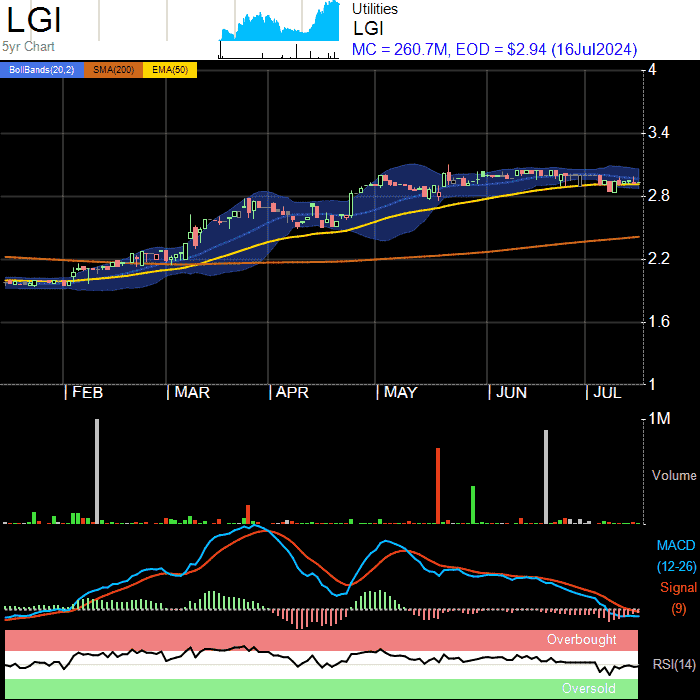 LGI
5yr Chart
Utilities
LGI
MC = 260.7M, EOD = $2.94 (16Jul2024)
BollBands(20,2) SMA(200) EMA(50)
4
3.4
2.8
2.2
1.6
1
FEB MAR APR MAY JUN JUL
1M
Volume
MACD
(12-26)
Signal
(9)
Overbought
RSI(14)
Oversold